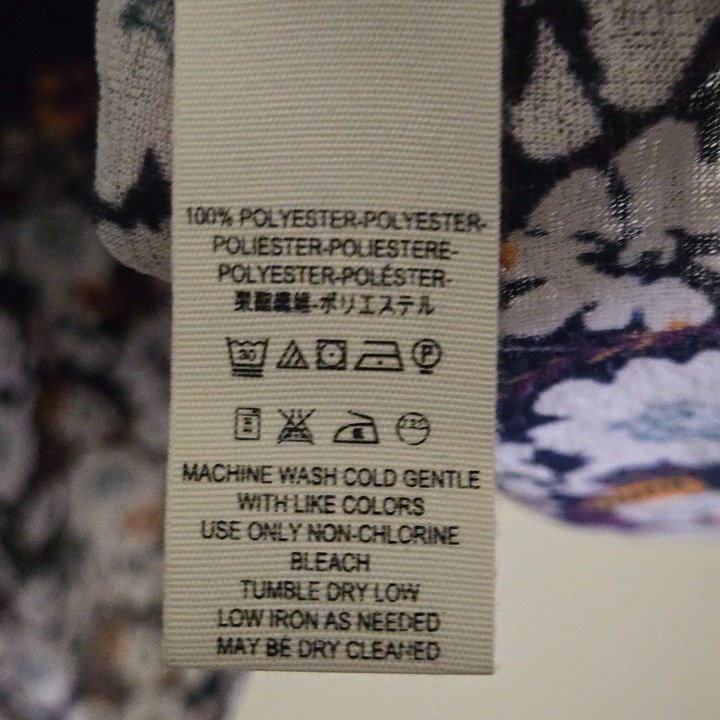 100% POLYESTER-POLYESTER-
POLIESTER-POLIESTERE-
POLYESTER-POLÉSTER-
聚酯纖維-ポリエステル
30 P
MACHINE WASH COLD GENTLE
WITH LIKE COLORS
USE ONLY NON-CHLORINE
BLEACH
TUMBLE DRY LOW
LOW IRON AS NEEDED
MAY BE DRY CLEANED